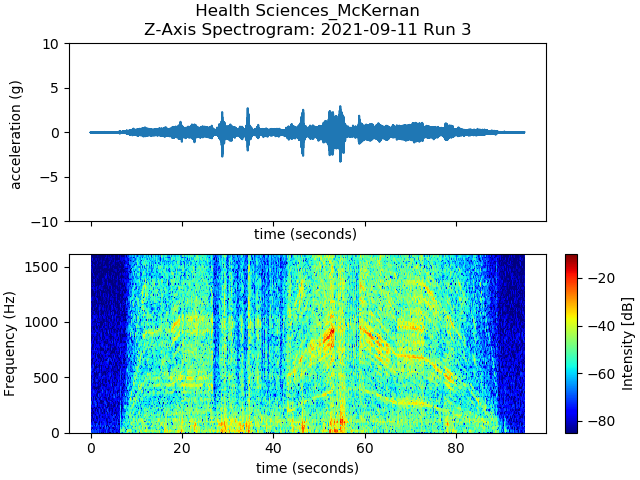 Health Sciences_McKernan
Z-Axis Spectrogram: 2021-09-11 Run 3
10
5
0
−5
−10
acceleration (g)
time (seconds)
1500
1000
500
0
Frequency (Hz)
0 20 40 60 80
time (seconds)
−20
−40
−60
−80
Intensity [dB]